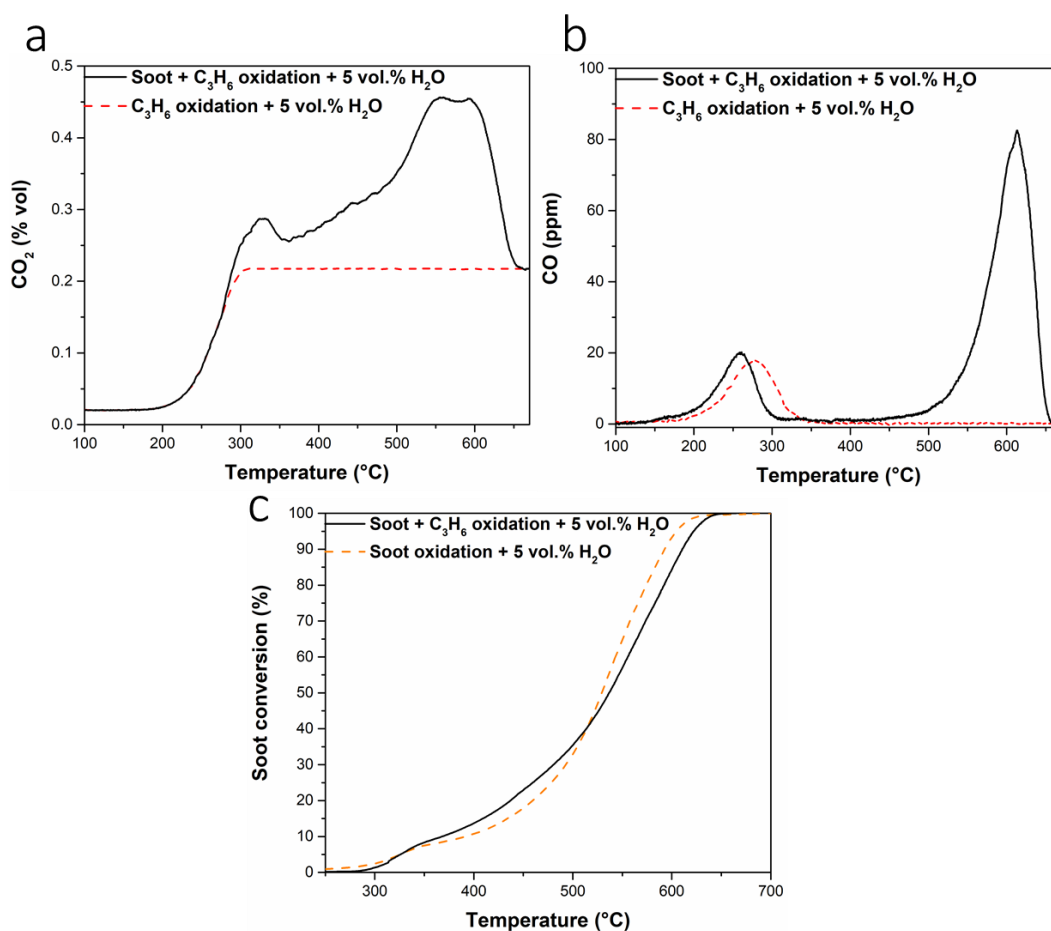 a
Soot + C₃H₆ oxidation + 5 vol.% H₂O
C₃H₆ oxidation + 5 vol.% H₂O
CO₂ (% vol)
0.5
0.4
0.3
0.2
0.1
0.0
100 200 300 400 500 600
Temperature (°C)
b
Soot + C₃H₆ oxidation + 5 vol.% H₂O
C₃H₆ oxidation + 5 vol.% H₂O
CO (ppm)
100
80
60
40
20
0
100 200 300 400 500 600
Temperature (°C)
c
Soot + C₃H₆ oxidation + 5 vol.% H₂O
Soot oxidation + 5 vol.% H₂O
Soot conversion (%)
100
90
80
70
60
50
40
30
20
10
0
300 400 500 600 700
Temperature (°C)